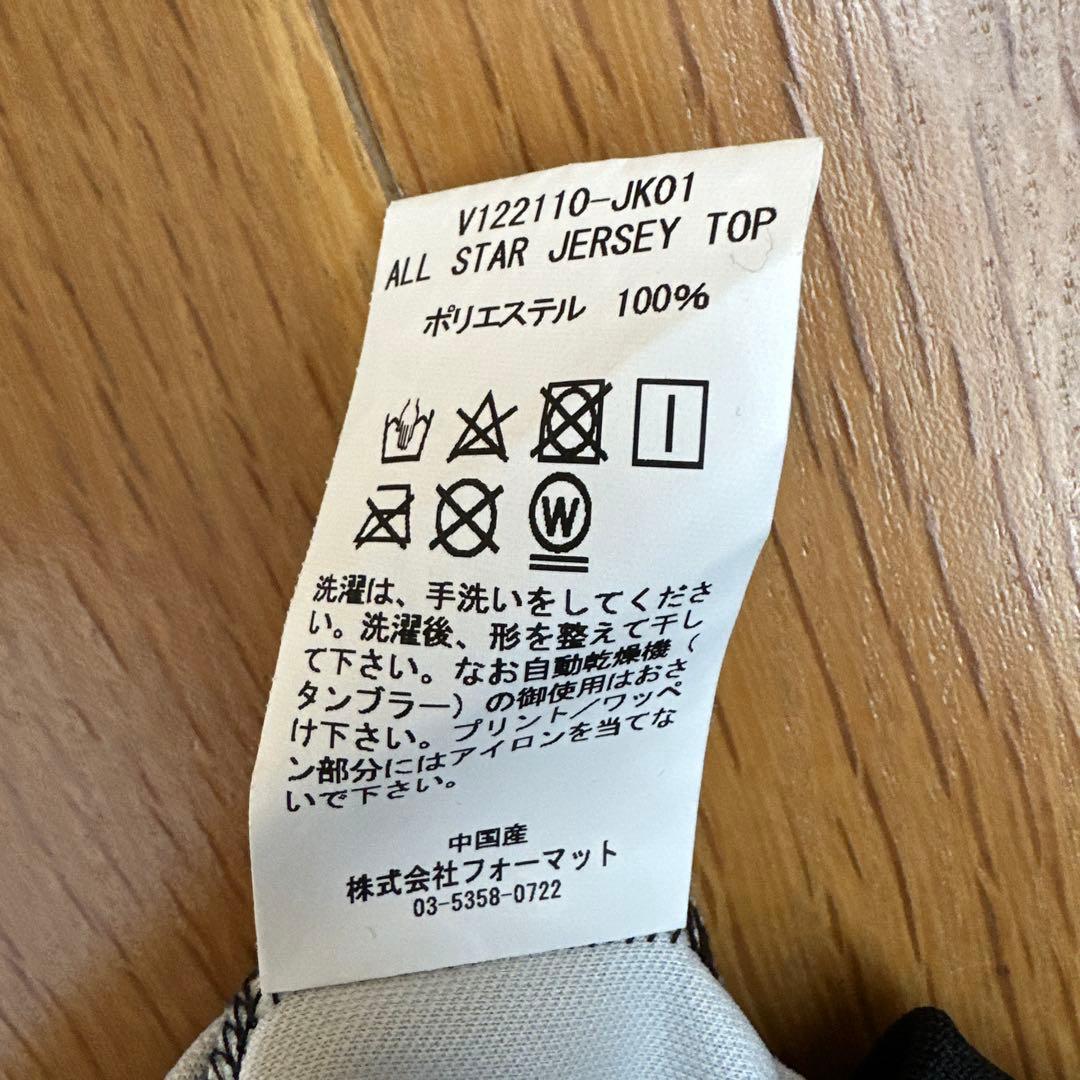 V122110-JK01
ALL STAR JERSEY TOP
ポリエステル 100%
W
洗濯は、手洗いをしてくださ
い。洗濯後、形を整えて干し
て下さい。なお自動乾燥機(
タンブラー)の御使用はおさ
け下さい。プリント/ワッペ
ン部分にはアイロンを当てな
いで下さい。
中国産
株式会社フォーマット
03-5358-0722